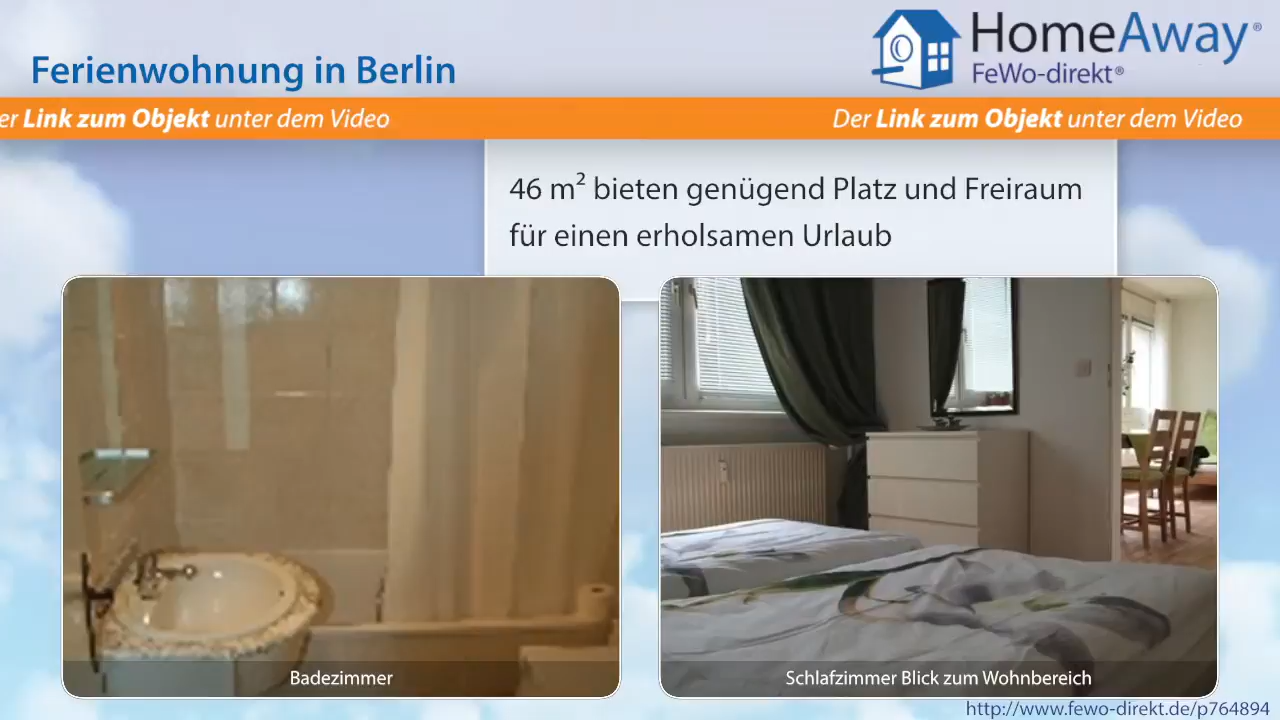 Ferienwohnung in Berlin
HomeAway®
FeWo-direkt®
er Link zum Objekt unter dem Video
Der Link zum Objekt unter dem Video
46 m² bieten genügend Platz und Freiraum
für einen erholsamen Urlaub
Badezimmer
Schlafzimmer Blick zum Wohnbereich
http://www.fewo-direkt.de/p764894